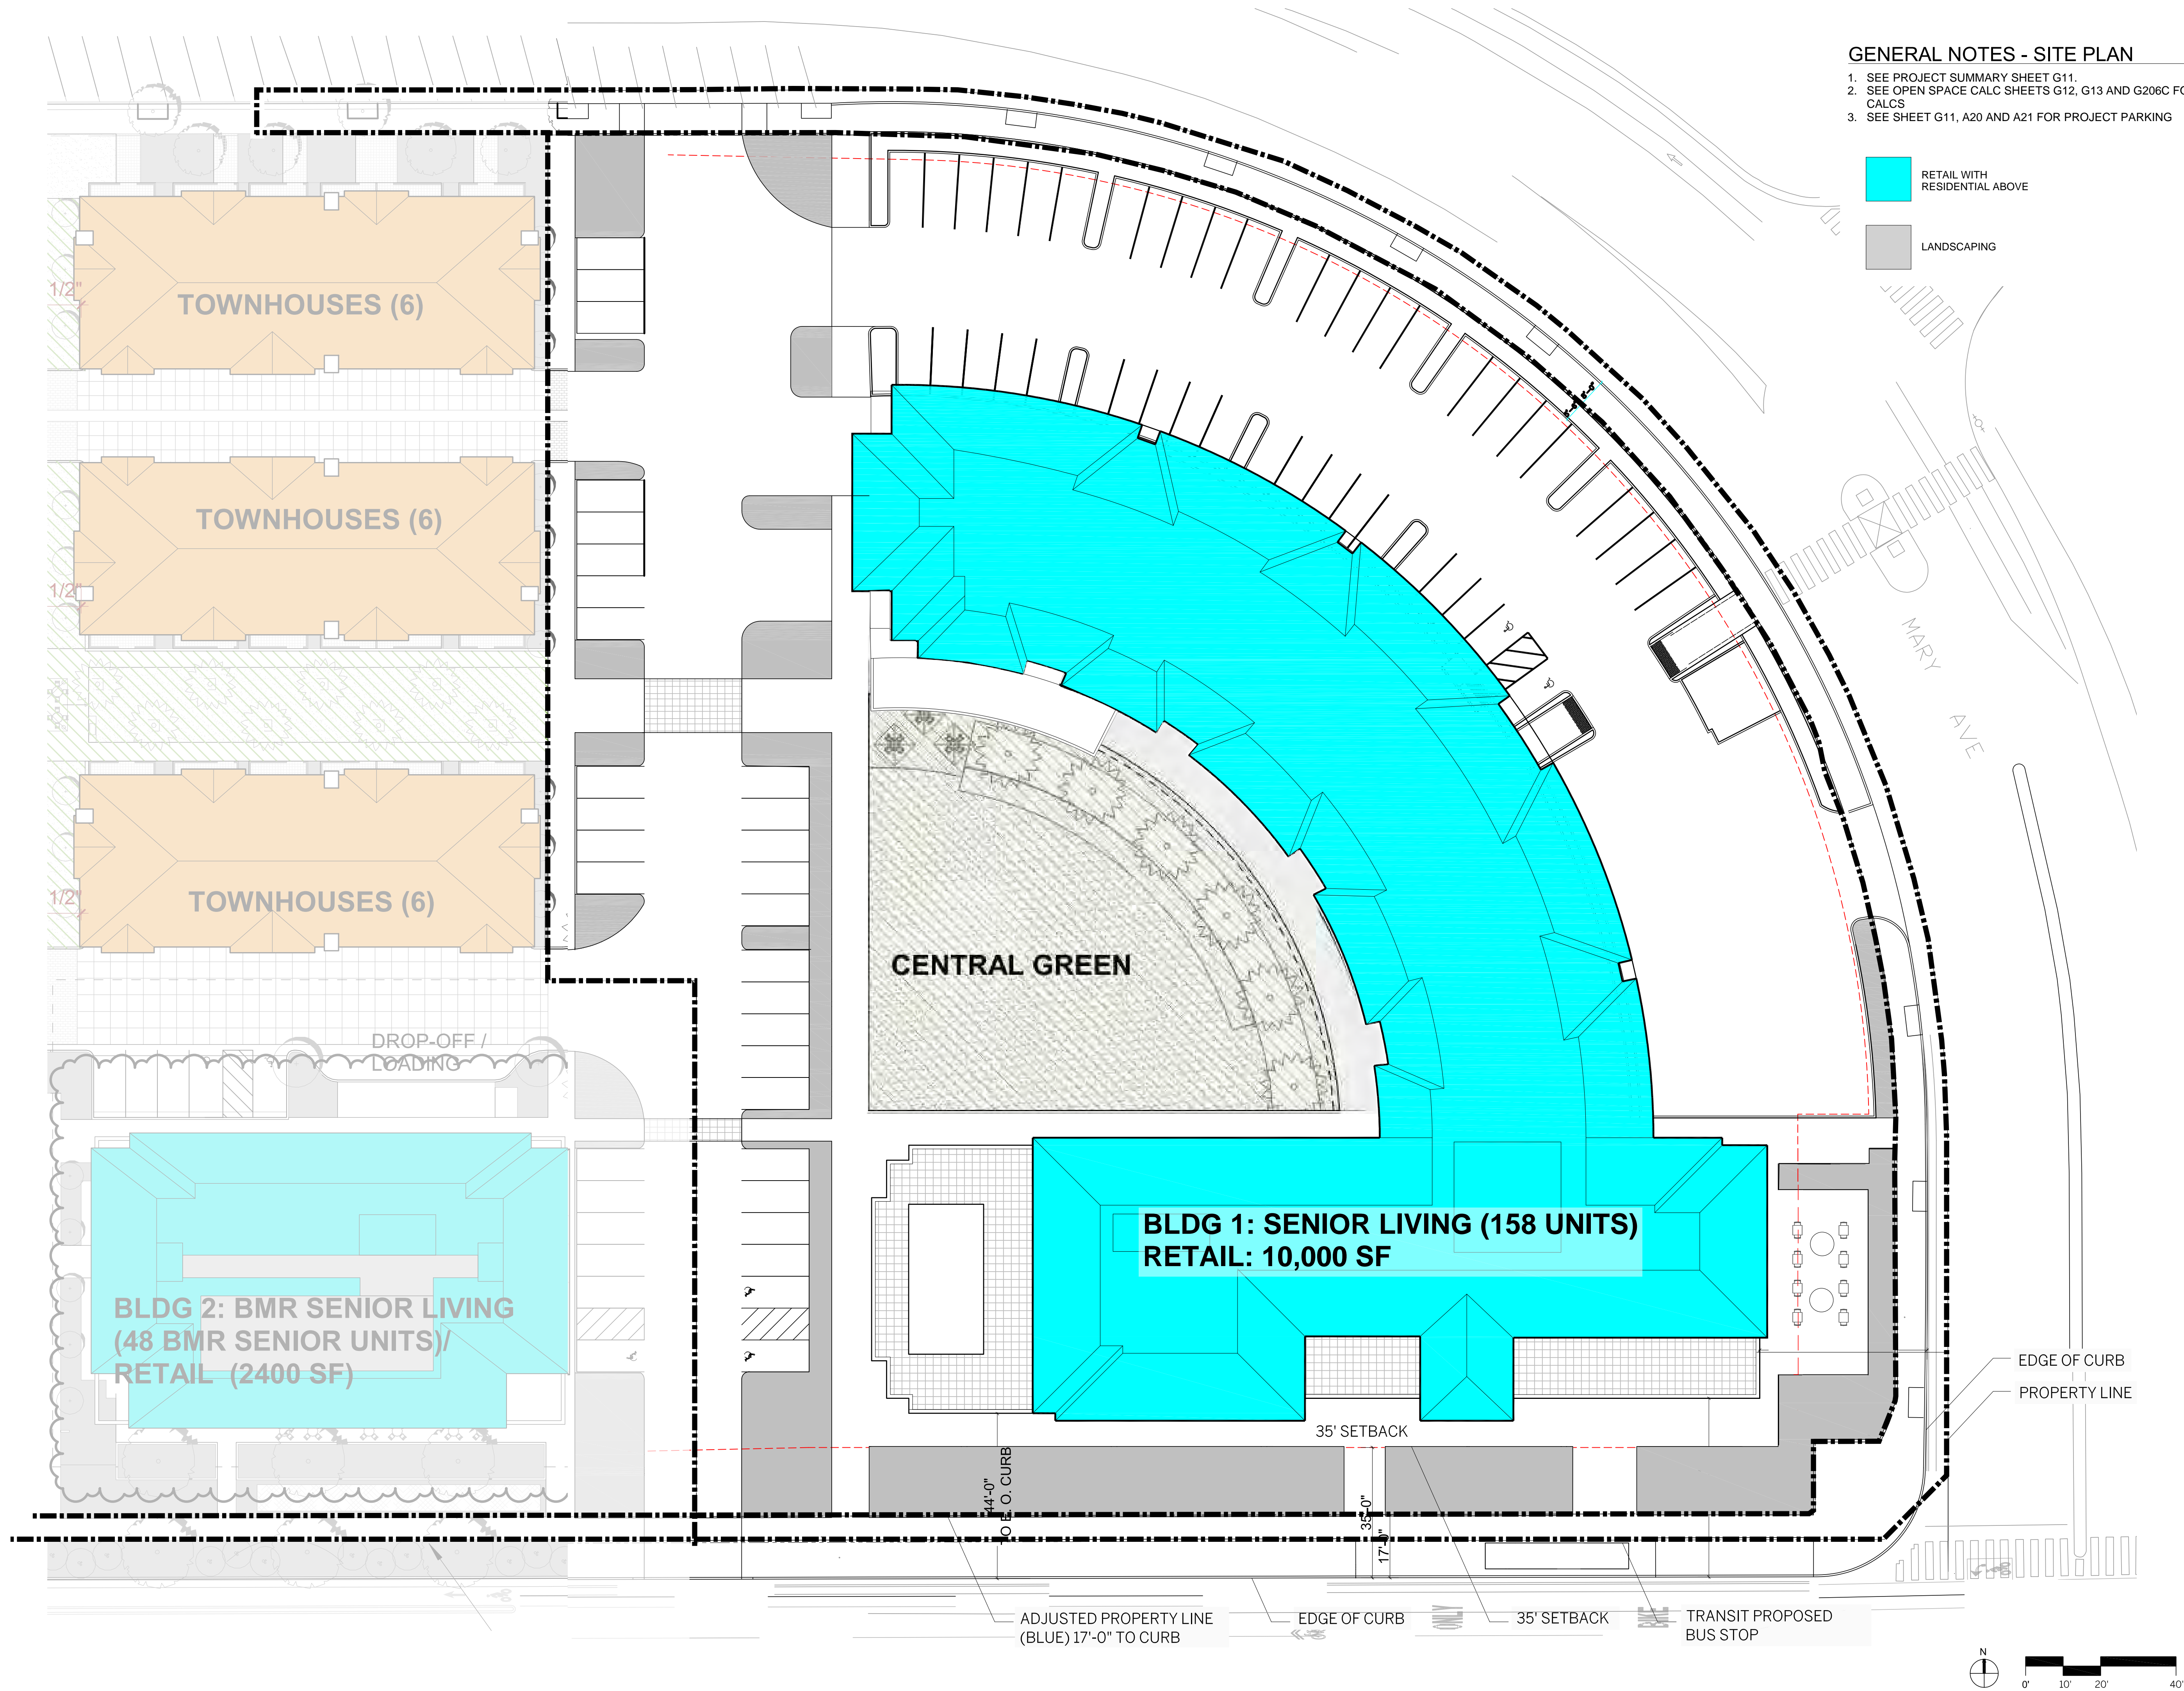 GENERAL NOTES - SITE PLAN
1. SEE PROJECT SUMMARY SHEET G11.
2. SEE OPEN SPACE CALC SHEETS G12, G13 AND G206C
CALCS
3. SEE SHEET G11, A20 AND A21 FOR PROJECT PARKING
RETAIL WITH
RESIDENTIAL ABOVE
LANDSCAPING
1/2"
TOWNHOUSES (6)
1/2"
TOWNHOUSES (6)
1/2"
TOWNHOUSES (6)
MARY AVE
CENTRAL GREEN
DROP-OFF /
LOADING
BLDG 1: SENIOR LIVING (158 UNITS)
RETAIL: 10,000 SF
BLDG 2: BMR SENIOR LIVING
(48 BMR SENIOR UNITS)/
RETAIL (2400 SF)
EDGE OF CURB
PROPERTY LINE
35' SETBACK
44'-0"
TO E. O. CURB
35'-0"
17'-0"
ADJUSTED PROPERTY LINE
(BLUE) 17'-0" TO CURB
EDGE OF CURB
ONLY
35' SETBACK
TRANSIT PROPOSED
BUS STOP
N
0' 10' 20' 40'